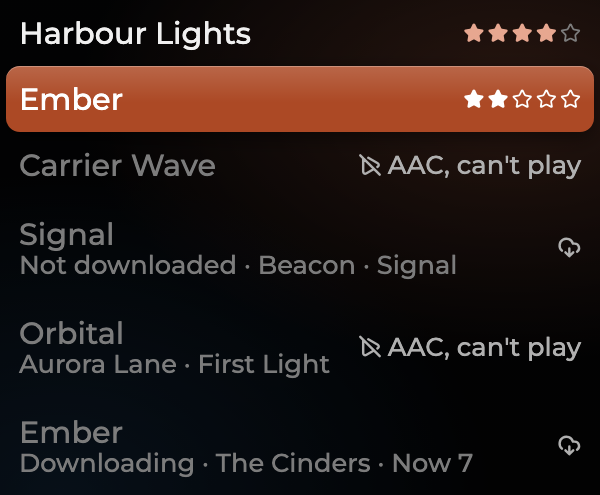 Harbour Lights
Ember
Carrier Wave AAC, can't play
Signal
Not downloaded · Beacon · Signal
Orbital
Aurora Lane · First Light AAC, can't play
Ember
Downloading · The Cinders · Now 7